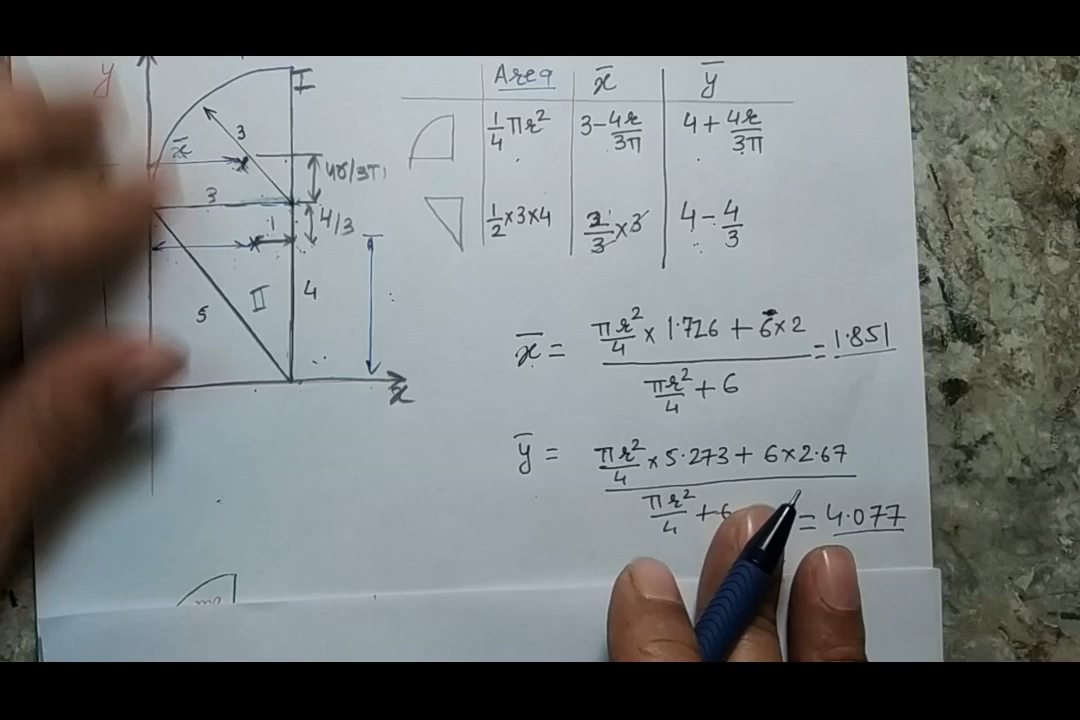 y
I
3
x̄
4r/3π
3
4/3
1
II
4
5
x
Area x̄ ȳ
1/4 πr² 3-4r/3π 4+4r/3π
1/2×3×4 2/3×3 4-4/3
x̄ = (πr²/4 × 1.726 + 6×2)/(πr²/4 + 6) = 1.851
ȳ = (πr²/4 × 5.273 + 6×2.67)/(πr²/4 + 6) = 4.077